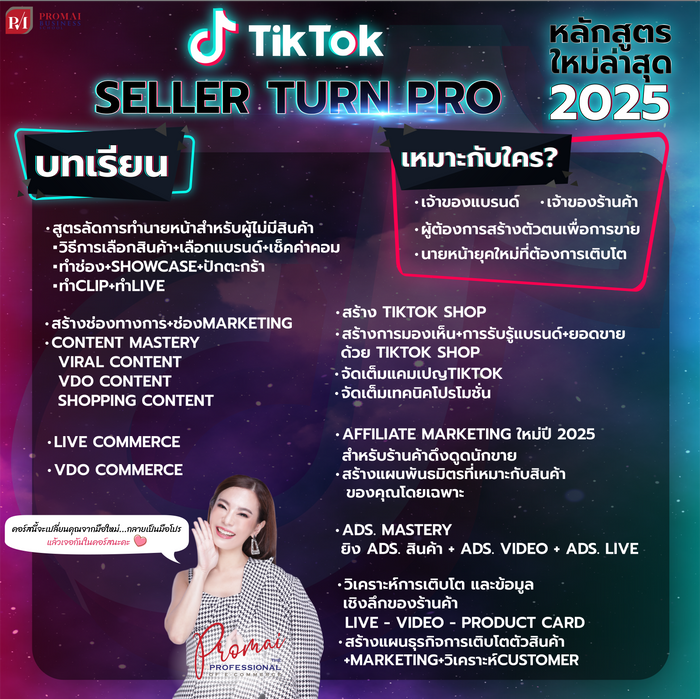 PM PROMAI
BUSINESS
TikTok
SELLER TURN PRO
หลักสูตร
ใหม่ล่าสุด
2025
บทเรียน
•สูตรลัดการทำนายหน้าสำหรับผู้ไม่มีสินค้า
▪วิธีการเลือกสินค้า+เลือกแบรนด์+เช็คค่าคอม
▪ทำช่อง+SHOWCASE+ปักตะกร้า
▪ทำCLIP+ทำLIVE
•สร้างช่องทางการ+ช่องMARKETING
•CONTENT MASTERY
VIRAL CONTENT
VDO CONTENT
SHOPPING CONTENT
•LIVE COMMERCE
•VDO COMMERCE
เหมาะกับใคร?
•เจ้าของแบรนด์ •เจ้าของร้านค้า
•ผู้ต้องการสร้างตัวตนเพื่อการขาย
•นายหน้ายุคใหม่ที่ต้องการเติบโต
•สร้าง TIKTOK SHOP
•สร้างการมองเห็น+การรับรู้แบรนด์+ยอดขาย
ด้วย TIKTOK SHOP
•จัดเต็มแคมเปญTIKTOK
•จัดเต็มเทคนิคโปรโมชั่น
•AFFILIATE MARKETING ใหม่ปี 2025
สำหรับร้านค้าดึงดูดนักขาย
•สร้างแผนพันธมิตรที่เหมาะกับสินค้า
ของคุณโดยเฉพาะ
•ADS. MASTERY
ยิง ADS. สินค้า + ADS. VIDEO + ADS. LIVE
•วิเคราะห์การเติบโต และข้อมูล
เชิงลึกของร้านค้า
LIVE - VIDEO - PRODUCT CARD
•สร้างแผนธุรกิจการเติบโตตัวสินค้า
+MARKETING+วิเคราะห์CUSTOMER
คอร์สนี้จะเปลี่ยนคุณจากมือใหม่...กลายเป็นมือโปร
แล้วเจอกันในคอร์สนะคะ
Promai
THE
PROFESSIONAL
OF E-COMMERCE